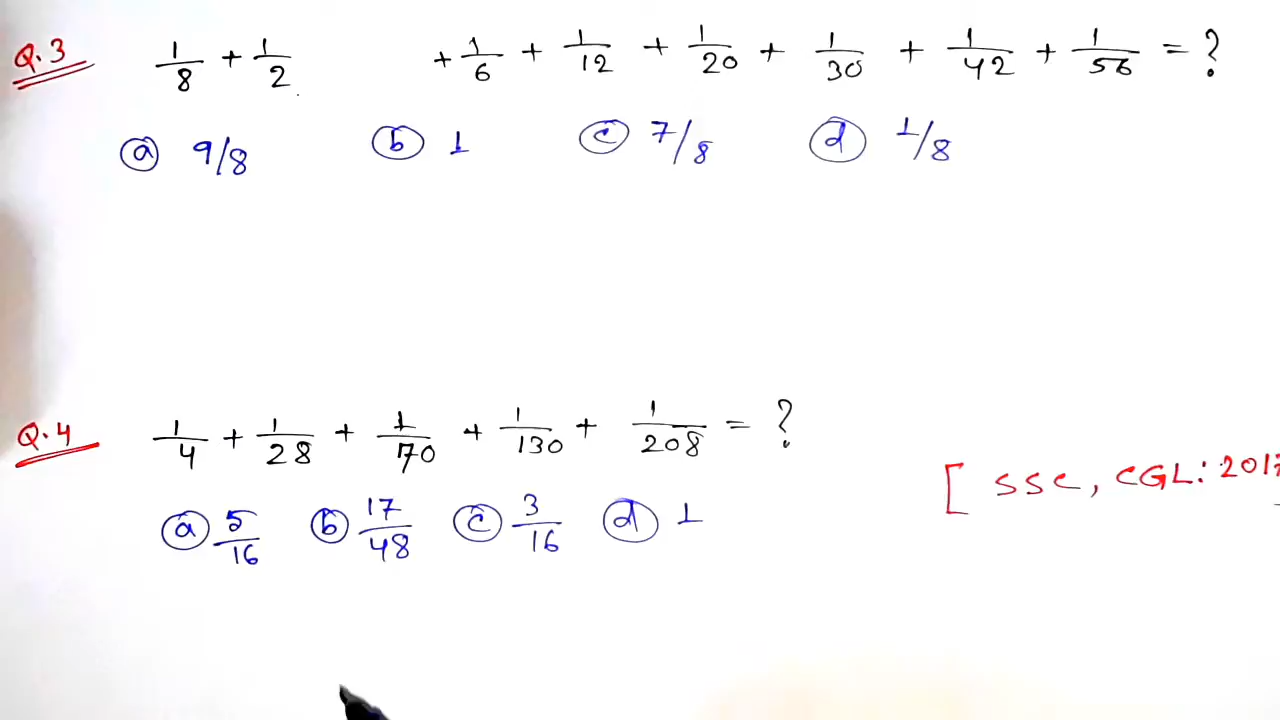 Q.3 1/8 + 1/2 + 1/6 + 1/12 + 1/20 + 1/30 + 1/42 + 1/56 = ?
(a) 9/8 (b) 1 (c) 7/8 (d) 1/8
Q.4 1/4 + 1/28 + 1/70 + 1/130 + 1/208 = ?
[ SSC, CGL: 2017
(a) 5/16 (b) 17/48 (c) 3/16 (d) 1